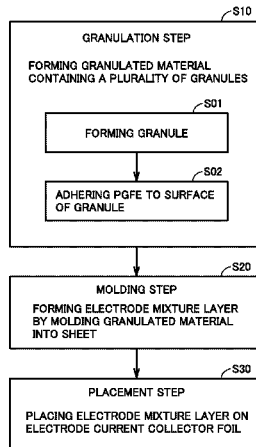 S10
GRANULATION STEP
FORMING GRANULATED MATERIAL
CONTAINING A PLURALITY OF GRANULES
S01
FORMING GRANULE
S02
ADHERING PGFE TO SURFACE
OF GRANULE
S20
MOLDING STEP
FORMING ELECTRODE MIXTURE LAYER
BY MOLDING GRANULATED MATERIAL
INTO SHEET
S30
PLACEMENT STEP
PLACING ELECTRODE MIXTURE LAYER ON
ELECTRODE CURRENT COLLECTOR FOIL